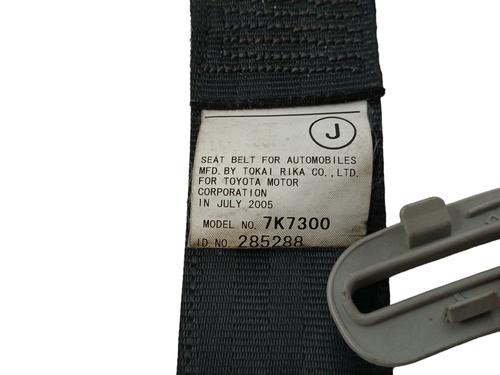 J
SEAT BELT FOR AUTOMOBILES
MFD. BY TOKAI RIKA CO., LTD.
FOR TOYOTA MOTOR
CORPORATION
IN JULY 2005
MODEL NO. 7K7300
ID NO. 285288